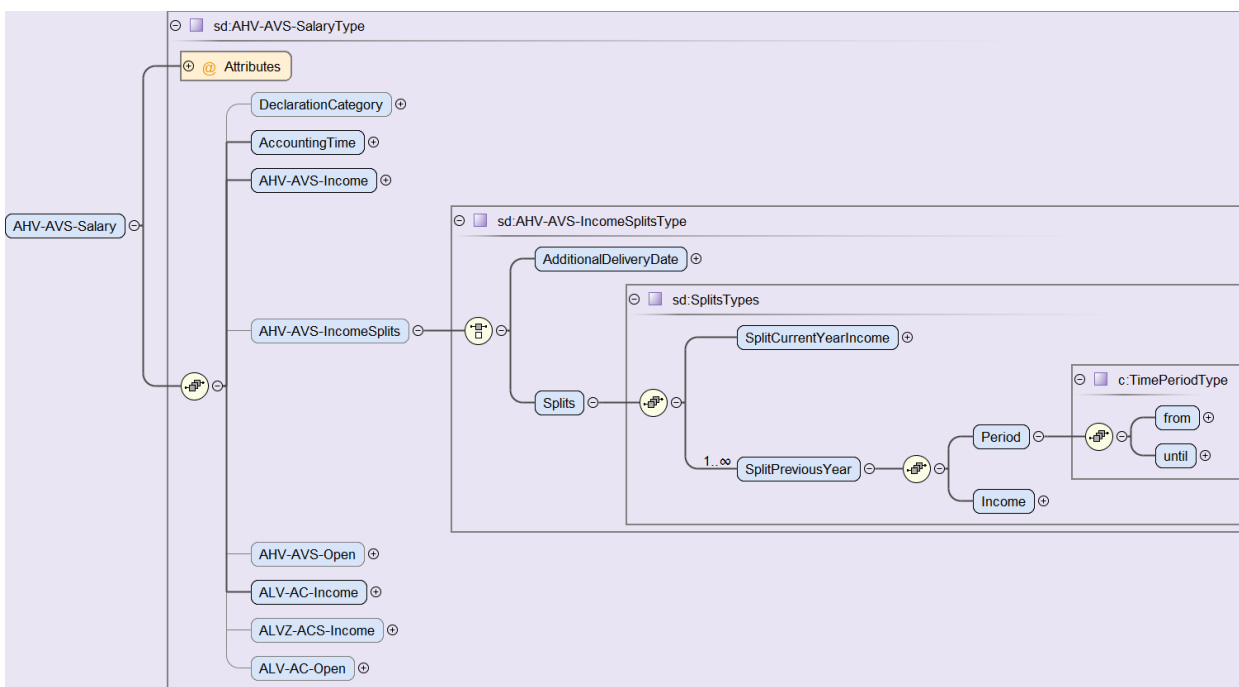 sd:AHV-AVS-SalaryType
@ Attributes
DeclarationCategory
AccountingTime
AHV-AVS-Income
AHV-AVS-Salary
sd:AHV-AVS-IncomeSplitsType
AdditionalDeliveryDate
sd:SplitsTypes
AHV-AVS-IncomeSplits
SplitCurrentYearIncome
c:TimePeriodType
Splits
from
Period
until
1..∞
SplitPreviousYear
Income
AHV-AVS-Open
ALV-AC-Income
ALVZ-ACS-Income
ALV-AC-Open